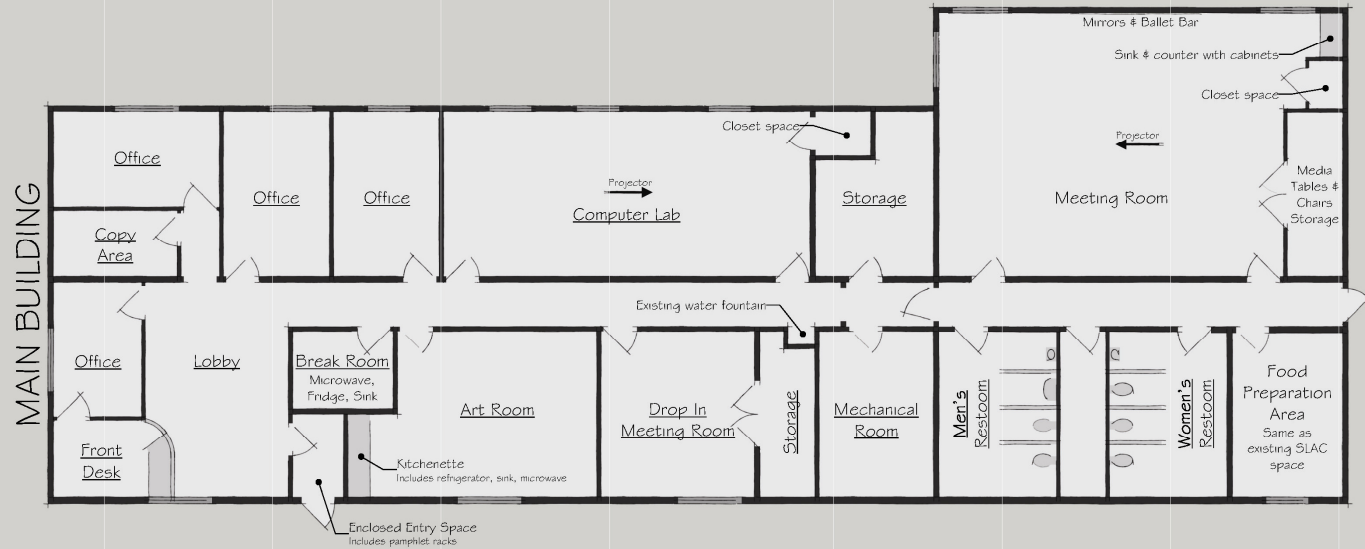 MAIN BUILDING
Mirrors & Ballet Bar
Sink & counter with cabinets
Closet space
Projector
Meeting Room
Media
Tables &
Chairs
Storage
Office
Copy
Area
Office
Office
Projector
Computer Lab
Closet space
Storage
Existing water fountain
Office
Front
Desk
Lobby
Break Room
Microwave,
Fridge, Sink
Art Room
Kitchenette
Includes refrigerator, sink, microwave
Enclosed Entry Space
Includes pamphlet racks
Drop In
Meeting Room
Storage
Mechanical
Room
Men's
Restoom
Women's
Restoom
Food
Preparation
Area
Same as
existing SLAC
space